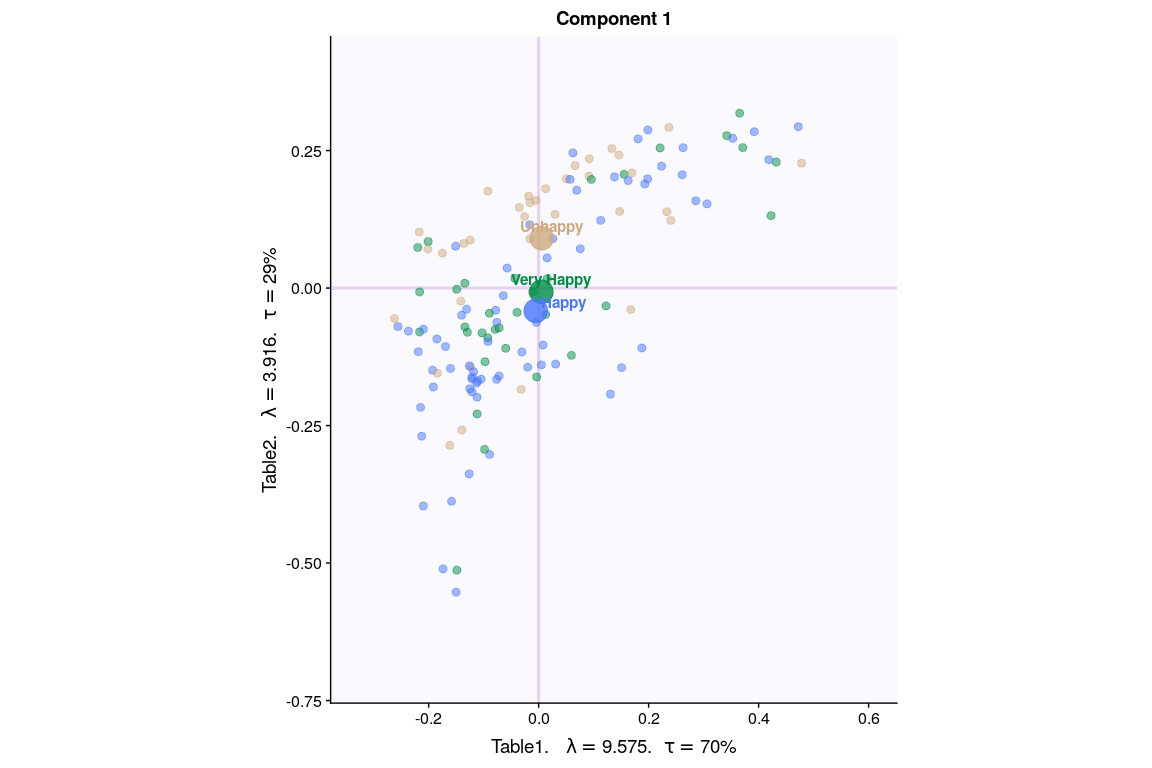 Component 1
0.25
0.00
-0.25
-0.50
-0.75
Table2.   λ = 3.916.   τ = 29%
Unhappy
Very Happy
Happy
-0.2
0.0
0.2
0.4
0.6
Table1.   λ = 9.575.   τ = 70%